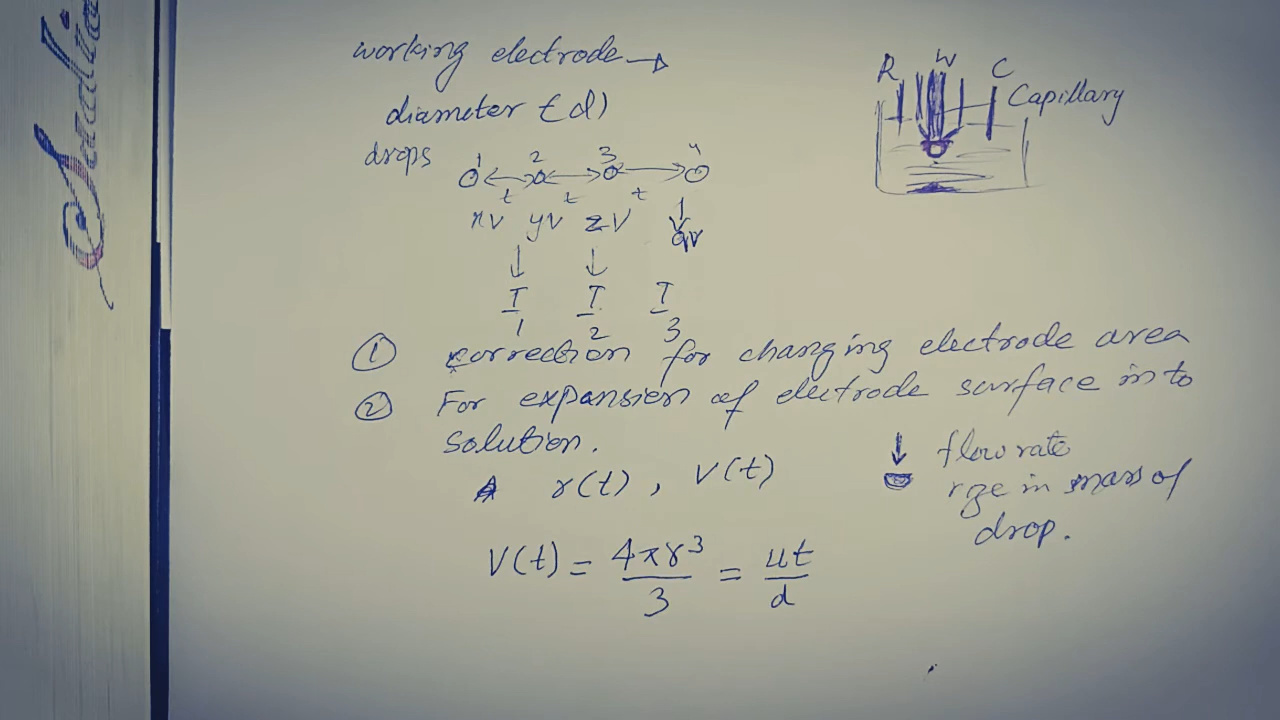 working electrode →
diameter (d)
drops 1 2 3 4
t t t
xv yv zV qv
I I I
1 2 3
R W C
Capillary
① correction for changing electrode area
② For expansion of electrode surface into
solution.
A r(t), V(t)
V(t) = 4πr³/3 = ut/d
↓ flow rate
in mass of
drop.